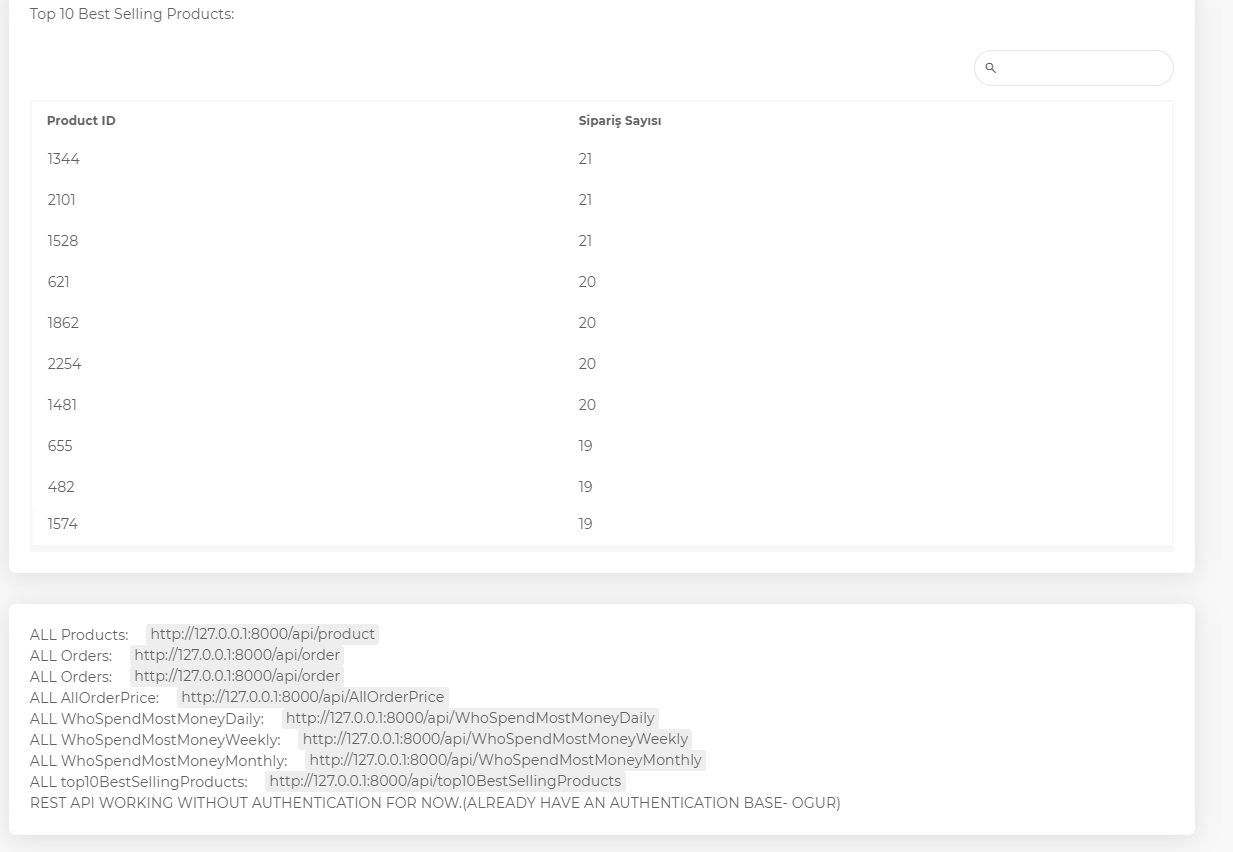 Top 10 Best Selling Products:
Product ID Sipariş Sayısı
1344 21
2101 21
1528 21
621 20
1862 20
2254 20
1481 20
655 19
482 19
1574 19
ALL Products: http://127.0.0.1:8000/api/product
ALL Orders: http://127.0.0.1:8000/api/order
ALL Orders: http://127.0.0.1:8000/api/order
ALL AllOrderPrice: http://127.0.0.1:8000/api/AllOrderPrice
ALL WhoSpendMostMoneyDaily: http://127.0.0.1:8000/api/WhoSpendMostMoneyDaily
ALL WhoSpendMostMoneyWeekly: http://127.0.0.1:8000/api/WhoSpendMostMoneyWeekly
ALL WhoSpendMostMoneyMonthly: http://127.0.0.1:8000/api/WhoSpendMostMoneyMonthly
ALL top10BestSellingProducts: http://127.0.0.1:8000/api/top10BestSellingProducts
REST API WORKING WITHOUT AUTHENTICATION FOR NOW.(ALREADY HAVE AN AUTHENTICATION BASE- OGUR)